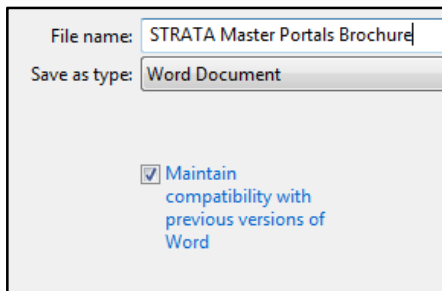 File name: STRATA Master Portals Brochure
Save as type: Word Document
Maintain
compatibility with
previous versions of
Word